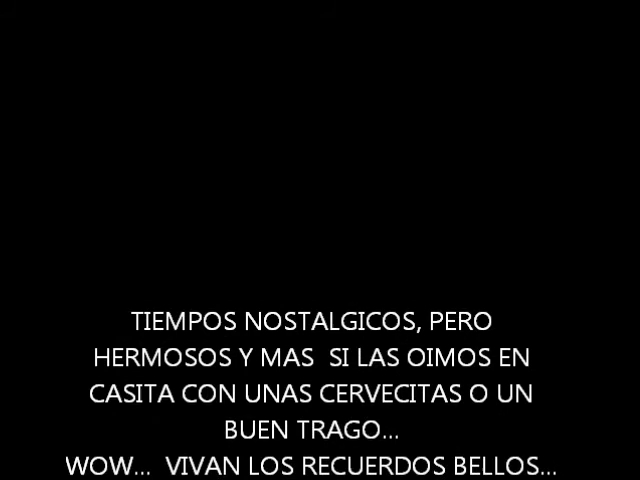 TIEMPOS NOSTALGICOS, PERO
HERMOSOS Y MAS  SI LAS OIMOS EN
CASITA CON UNAS CERVECITAS O UN
BUEN TRAGO...
WOW...  VIVAN LOS RECUERDOS BELLOS...